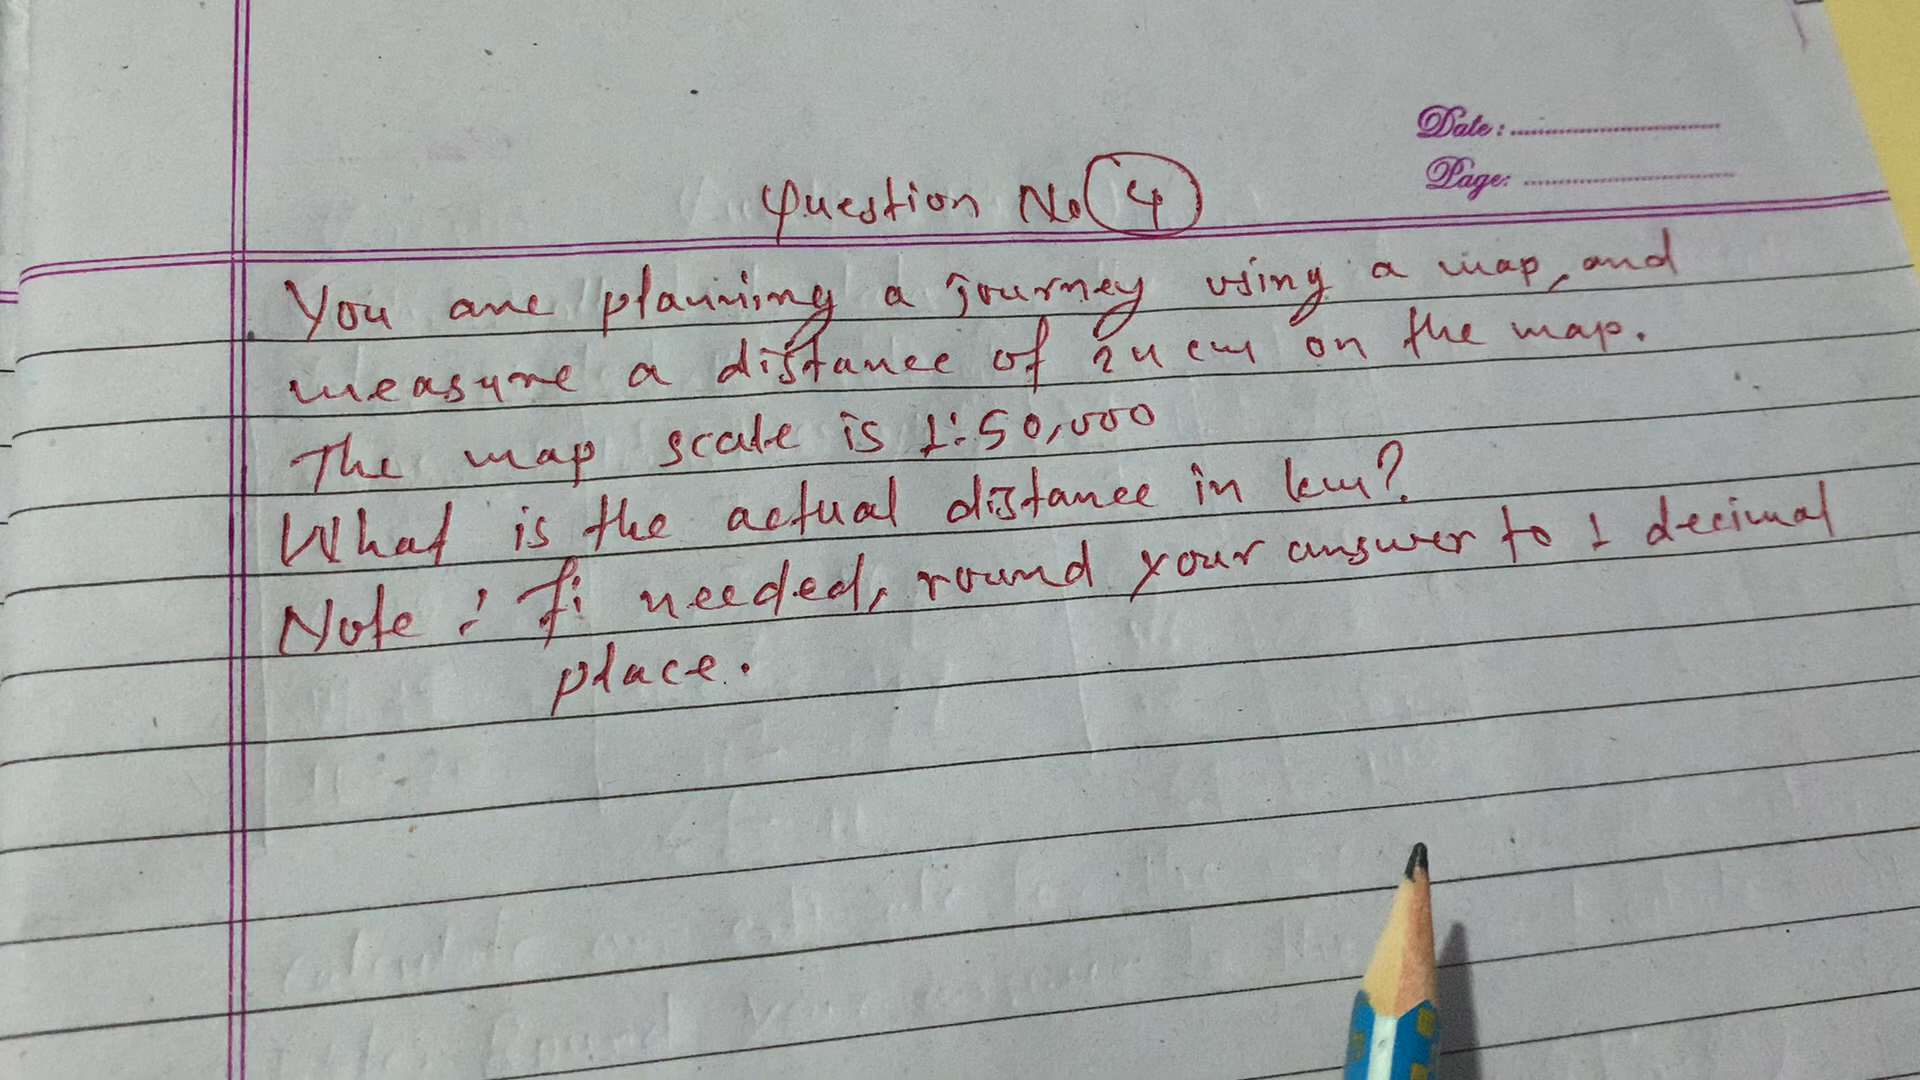 Date:
Page:
Question No 4
You are planning a journey using a map, and
measure a distance of 24 cm on the map.
The map scale is 1:50,000
What is the actual distance in km?
Note : If needed, round your answer to 1 decimal
place.